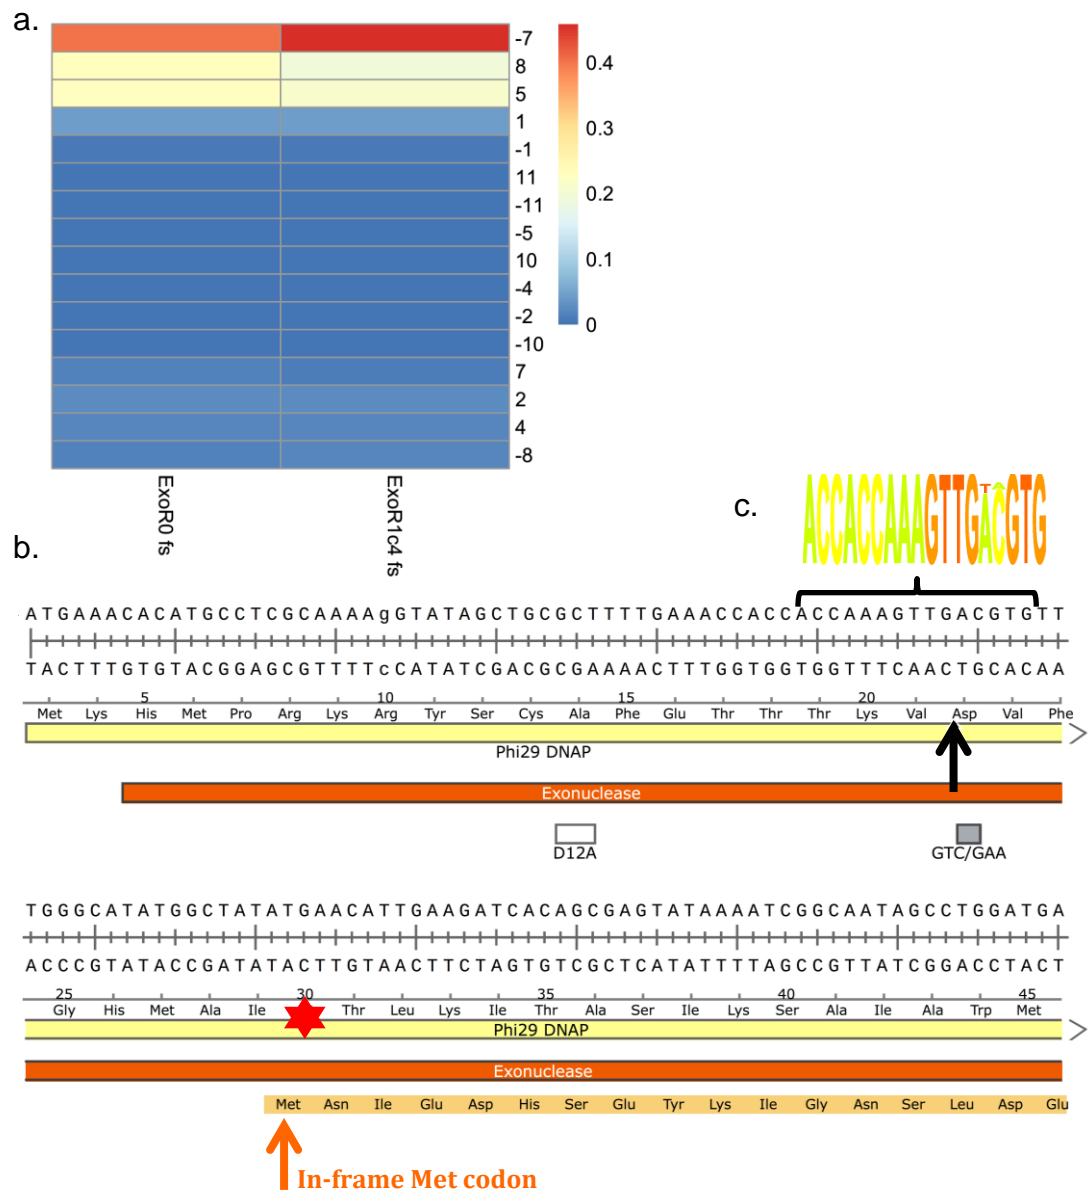 a.
-7
8
5
1
-1
11
-11
-5
10
-4
-2
-10
7
2
4
-8
0.4
0.3
0.2
0.1
0
ExoR0 fs
ExoR1c4 fs
c.
ACCACCAAAGTTGACGTG
b.
ATGAAACACATGCCTCGCAAAAgGTATAGCTGCGCTTTTGAAACCACCACCAAAGTTGACGTGTT
TACTTTGTGTACGGAGCGTTTTcCATATCGACGCGAAAACTTTGGTGGTGGTTTCAACTGCACAA
5 10 15 20
Met Lys His Met Pro Arg Lys Arg Tyr Ser Cys Ala Phe Glu Thr Thr Thr Lys Val Asp Val Phe
Phi29 DNAP
Exonuclease
D12A GTC/GAA
TGGGCATATGGCTATATGAACATTGAAGATCACAGCGAGTATAAAATCGGCAATAGCCTGGATGA
ACCCGTATACCGATATACTTGTAACTTCTAGTGTCGCTCATATTTTAGCCGTTATCGGACCTACT
25 30 35 40 45
Gly His Met Ala Ile Thr Leu Lys Ile Thr Ala Ser Ile Lys Ser Ala Ile Ala Trp Met
Phi29 DNAP
Exonuclease
Met Asn Ile Glu Asp His Ser Glu Tyr Lys Ile Gly Asn Ser Leu Asp Glu
In-frame Met codon